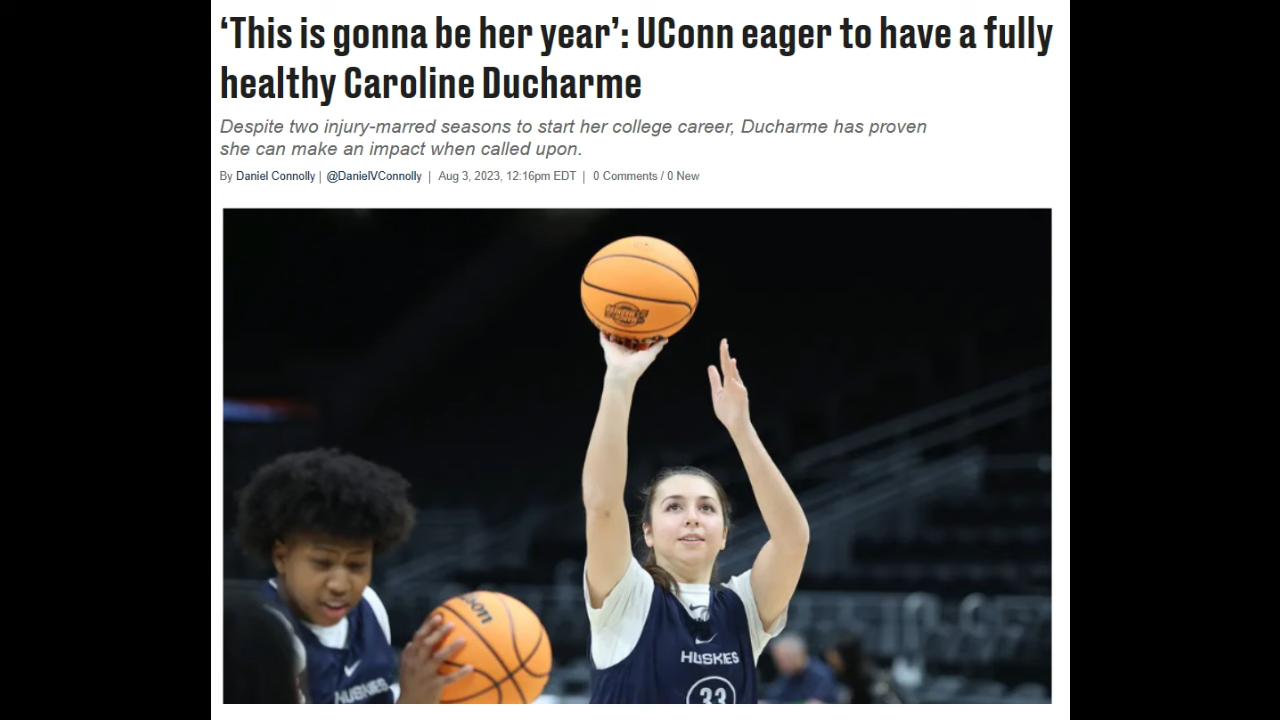 ‘This is gonna be her year’: UConn eager to have a fully
healthy Caroline Ducharme
Despite two injury-marred seasons to start her college career, Ducharme has proven
she can make an impact when called upon.
By Daniel Connolly | @DanielVConnolly | Aug 3, 2023, 12:16pm EDT | 0 Comments / 0 New
HUSKIES
33
HUSKIES